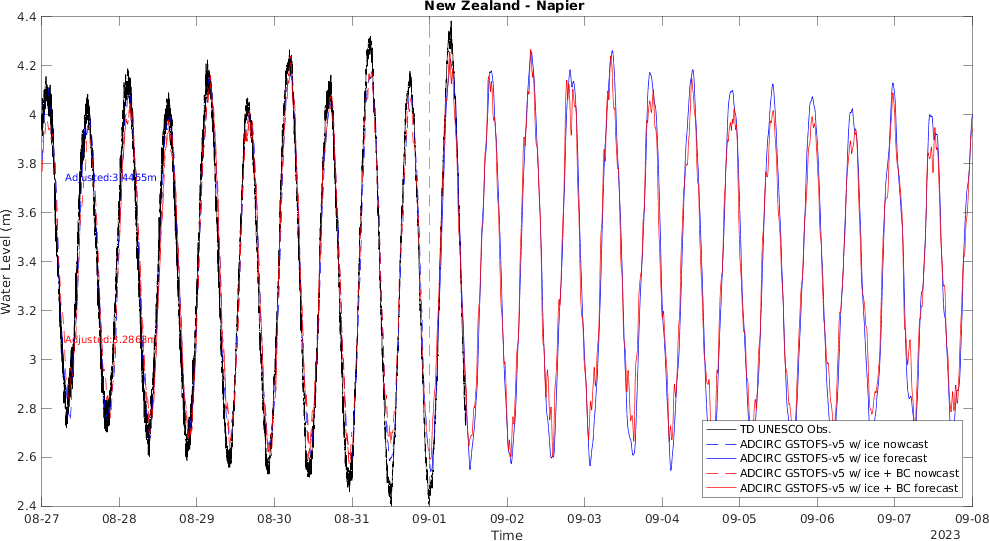 New Zealand - Napier
4.4
4.2
4
3.8
3.6
3.4
3.2
3
2.8
2.6
2.4
Water Level (m)
Adjusted:3.4455m
Adjusted:3.2863m
TD UNESCO Obs.
ADCIRC GSTOFS-v5 w/ ice nowcast
ADCIRC GSTOFS-v5 w/ ice forecast
ADCIRC GSTOFS-v5 w/ ice + BC nowcast
ADCIRC GSTOFS-v5 w/ ice + BC forecast
08-27 08-28 08-29 08-30 08-31 09-01 09-02 09-03 09-04 09-05 09-06 09-07 09-08
Time
2023